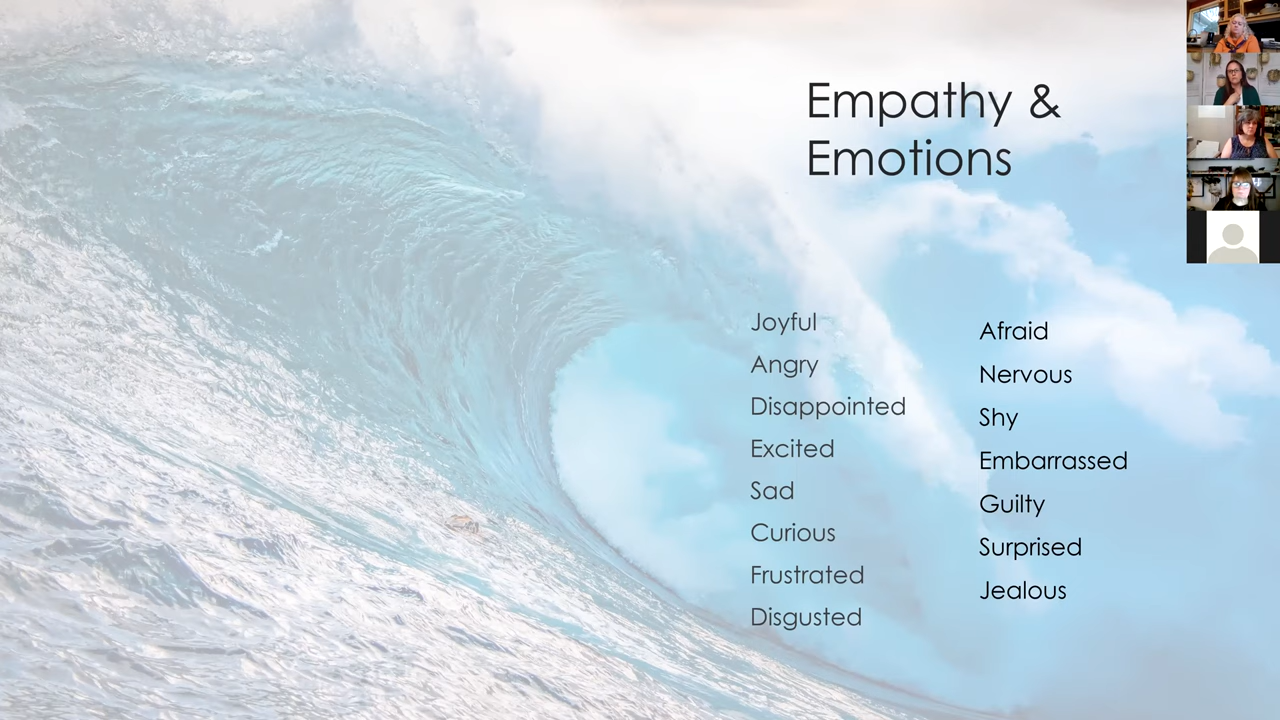 Empathy &
Emotions
Joyful
Angry
Disappointed
Excited
Sad
Curious
Frustrated
Disgusted
Afraid
Nervous
Shy
Embarrassed
Guilty
Surprised
Jealous